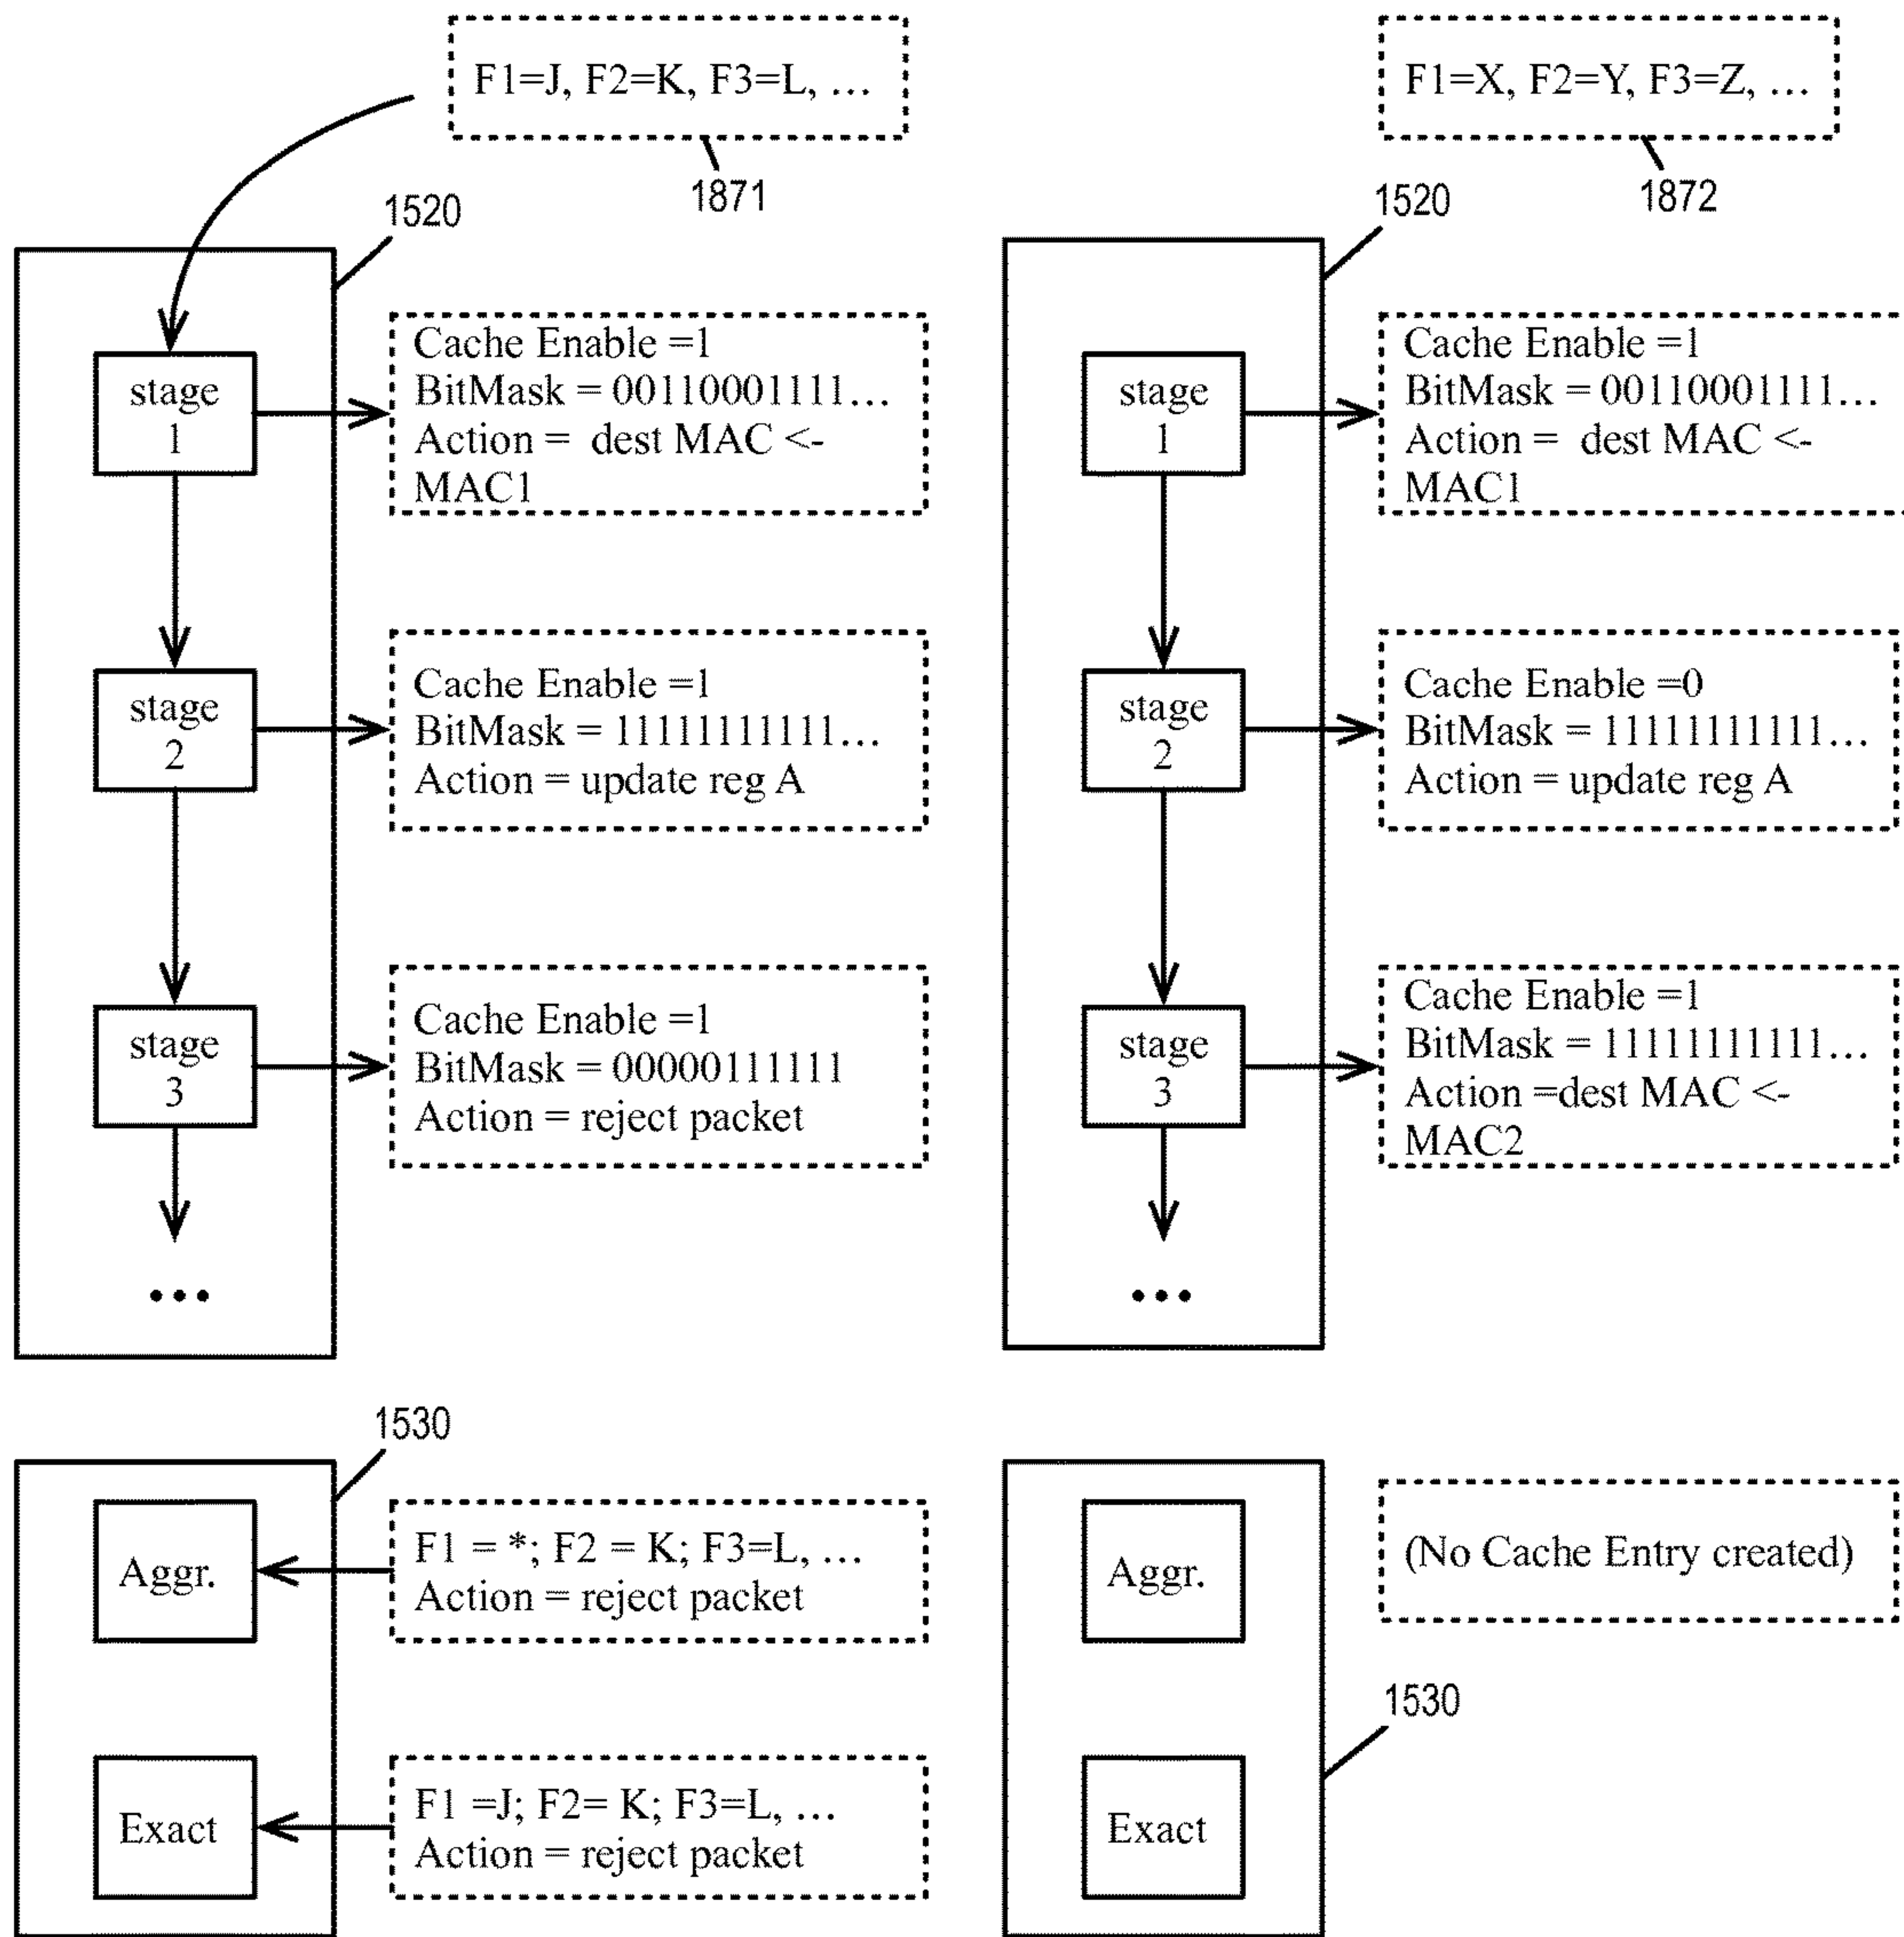 F1=J, F2=K, F3=L, ...
1871
1520
stage
1
Cache Enable =1
BitMask = 00110001111...
Action = dest MAC <-
MAC1
stage
2
Cache Enable =1
BitMask = 11111111111...
Action = update reg A
stage
3
Cache Enable =1
BitMask = 00000111111
Action = reject packet
...
1530
Aggr.
F1 = *; F2 = K; F3=L, ...
Action = reject packet
Exact
F1 =J; F2= K; F3=L, ...
Action = reject packet
F1=X, F2=Y, F3=Z, ...
1872
1520
stage
1
Cache Enable =1
BitMask = 00110001111...
Action = dest MAC <-
MAC1
stage
2
Cache Enable =0
BitMask = 11111111111...
Action = update reg A
stage
3
Cache Enable =1
BitMask = 11111111111...
Action =dest MAC <-
MAC2
...
Aggr.
(No Cache Entry created)
1530
Exact